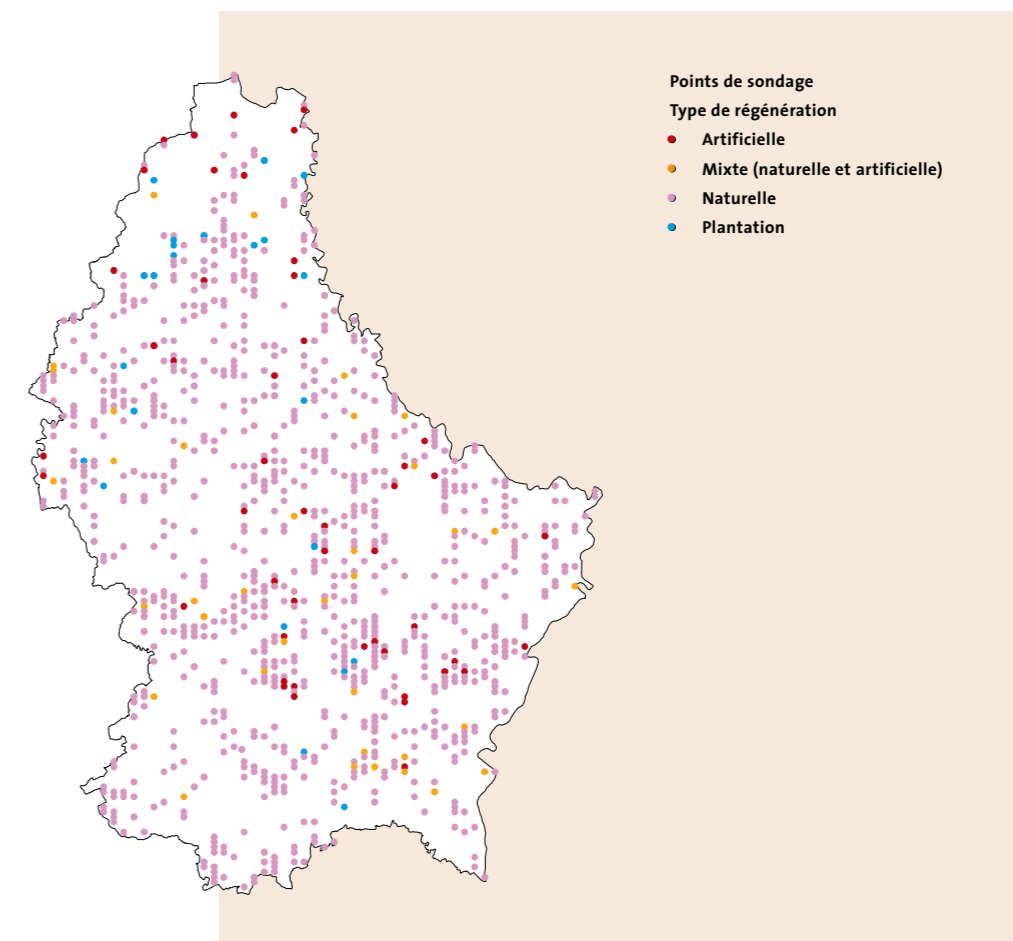 Points de sondage
Type de régénération
Artificielle
Mixte (naturelle et artificielle)
Naturelle
Plantation